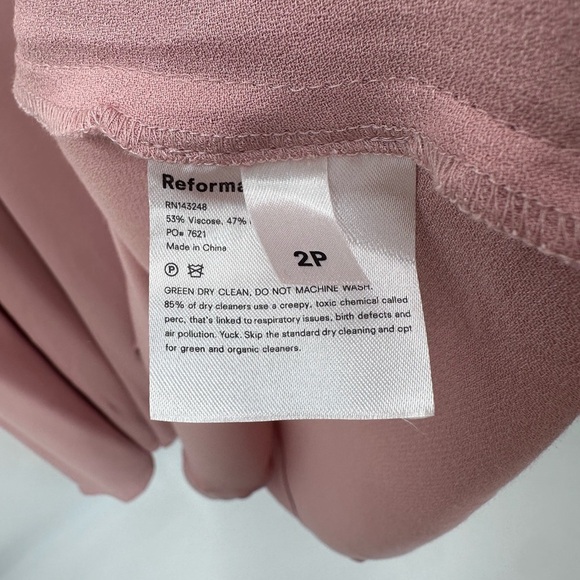 Reforma
RN143248
53% Viscose, 47%
PO# 7621
Made in China
2P
P
GREEN DRY CLEAN, DO NOT MACHINE WASH.
85% of dry cleaners use a creepy, toxic chemical called
perc, that's linked to respiratory issues, birth defects and
air pollution. Yuck. Skip the standard dry cleaning and opt
for green and organic cleaners.